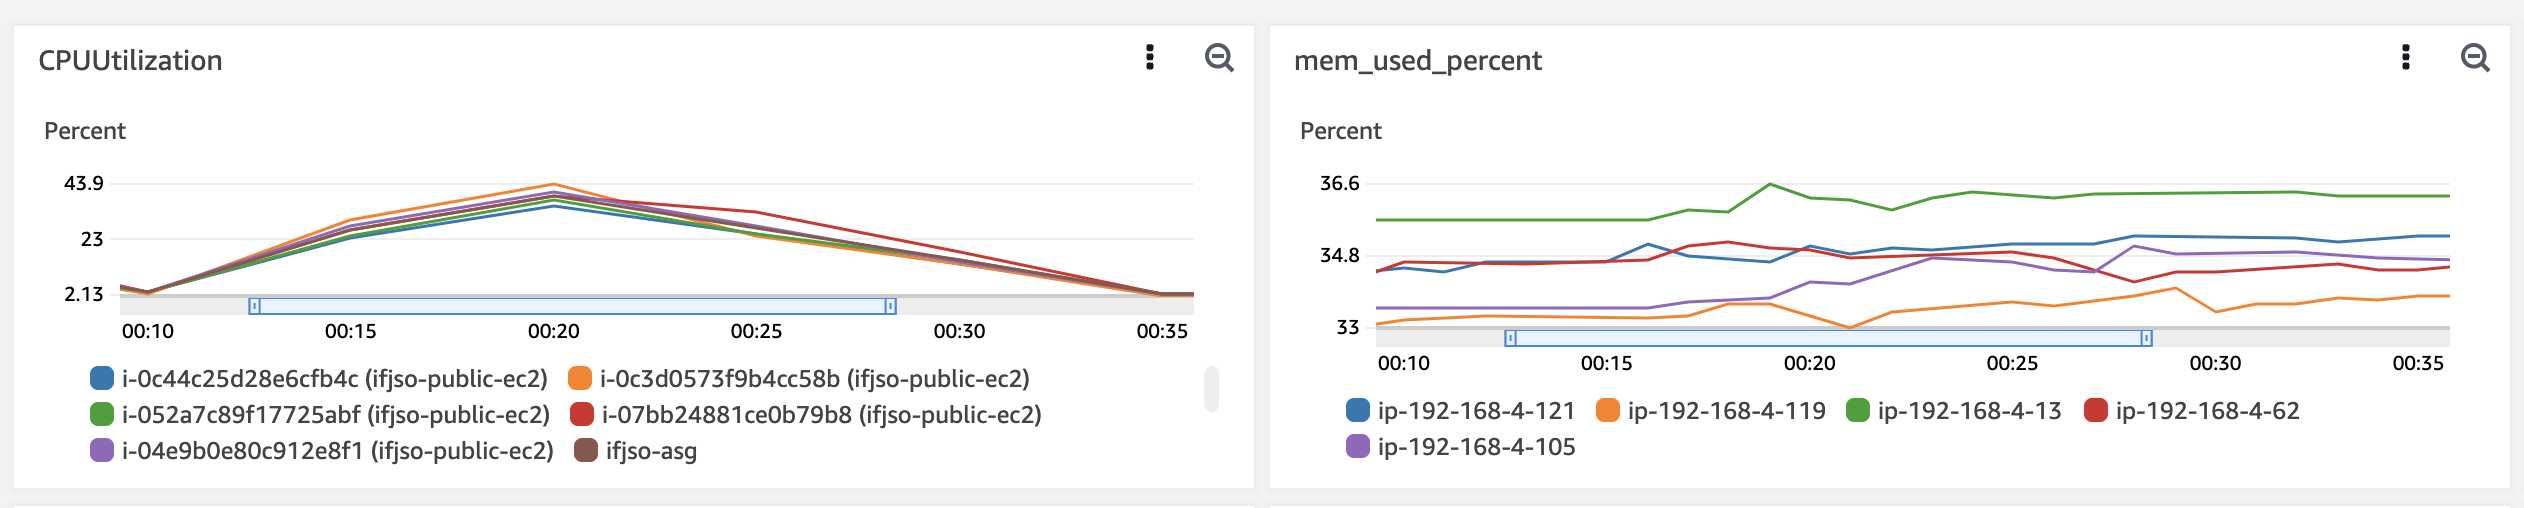 CPUUtilization
Percent
43.9
23
2.13
00:10 00:15 00:20 00:25 00:30 00:35
i-0c44c25d28e6cfb4c (ifjso-public-ec2) i-0c3d0573f9b4cc58b (ifjso-public-ec2)
i-052a7c89f17725abf (ifjso-public-ec2) i-07bb24881ce0b79b8 (ifjso-public-ec2)
i-04e9b0e80c912e8f1 (ifjso-public-ec2) ifjso-asg
mem_used_percent
Percent
36.6
34.8
33
00:10 00:15 00:20 00:25 00:30 00:35
ip-192-168-4-121 ip-192-168-4-119 ip-192-168-4-13 ip-192-168-4-62
ip-192-168-4-105